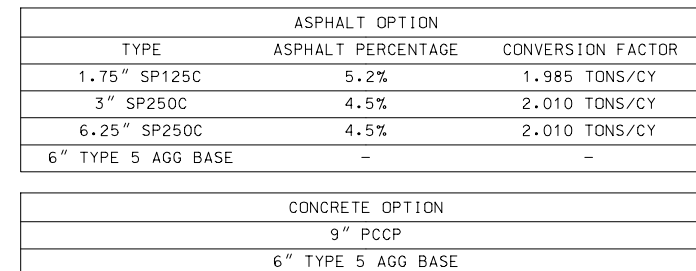 ASPHALT OPTION
TYPE ASPHALT PERCENTAGE CONVERSION FACTOR
1.75" SP125C 5.2% 1.985 TONS/CY
3" SP250C 4.5% 2.010 TONS/CY
6.25" SP250C 4.5% 2.010 TONS/CY
6" TYPE 5 AGG BASE - -
CONCRETE OPTION
9" PCCP
6" TYPE 5 AGG BASE